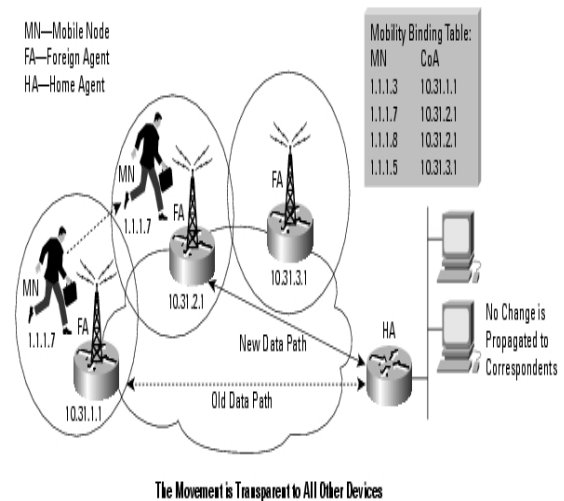 MN—Mobile Node
FA—Foreign Agent
HA—Home Agent
Mobility Binding Table:
MN CoA
1.1.1.3 10.31.1.1
1.1.1.7 10.31.2.1
1.1.1.8 10.31.2.1
1.1.1.5 10.31.3.1
MN
1.1.1.7
FA
10.31.2.1
FA
10.31.3.1
MN
1.1.1.7
FA
10.31.1.1
New Data Path
Old Data Path
HA
No Change is
Propagated to
Correspondents
The Movement is Transparent to All Other Devices